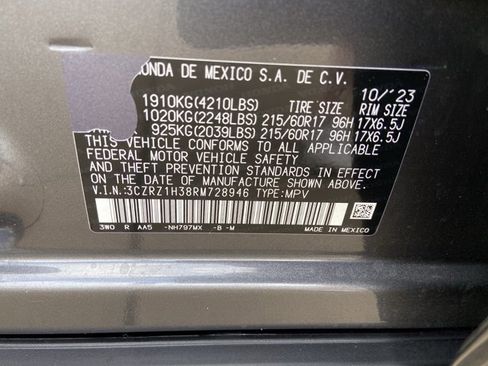 ONDA DE MEXICO S.A. DE C.V. 10/'23
1910KG(4210LBS) TIRE SIZE RIM SIZE
1020KG(2248LBS) 215/60R17 96H 17X6.5J
925KG(2039LBS) 215/60R17 96H 17X6.5J
THIS VEHICLE CONFORMS TO ALL APPLICABLE
FEDERAL MOTOR VEHICLE SAFETY AND
THEFT PREVENTION STANDARDS IN EFFECT ON THE
DATE OF MANUFACTURE SHOWN ABOVE.
V.I.N.:3CZRZ1H38RM728946 TYPE:MPV
3W0 R AA5 -NH797MX -B -M
MADE IN MEXICO